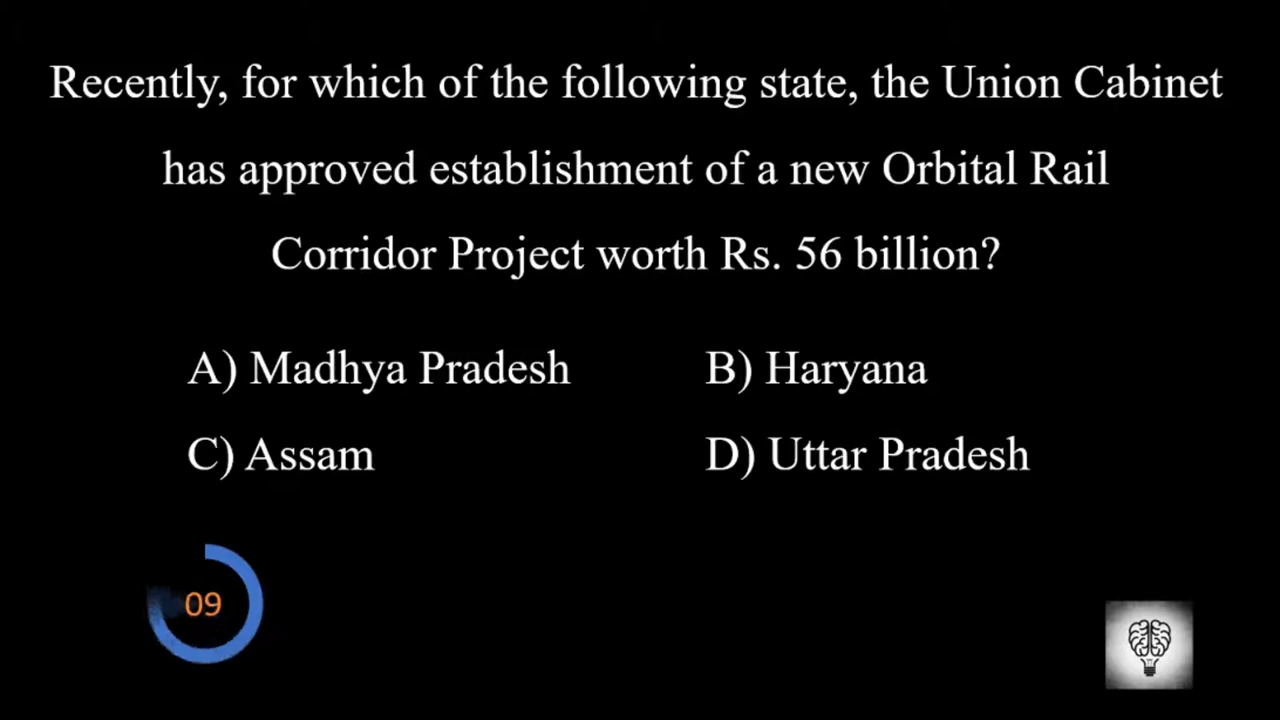 Recently, for which of the following state, the Union Cabinet
has approved establishment of a new Orbital Rail
Corridor Project worth Rs. 56 billion?
A) Madhya Pradesh B) Haryana
C) Assam D) Uttar Pradesh
09